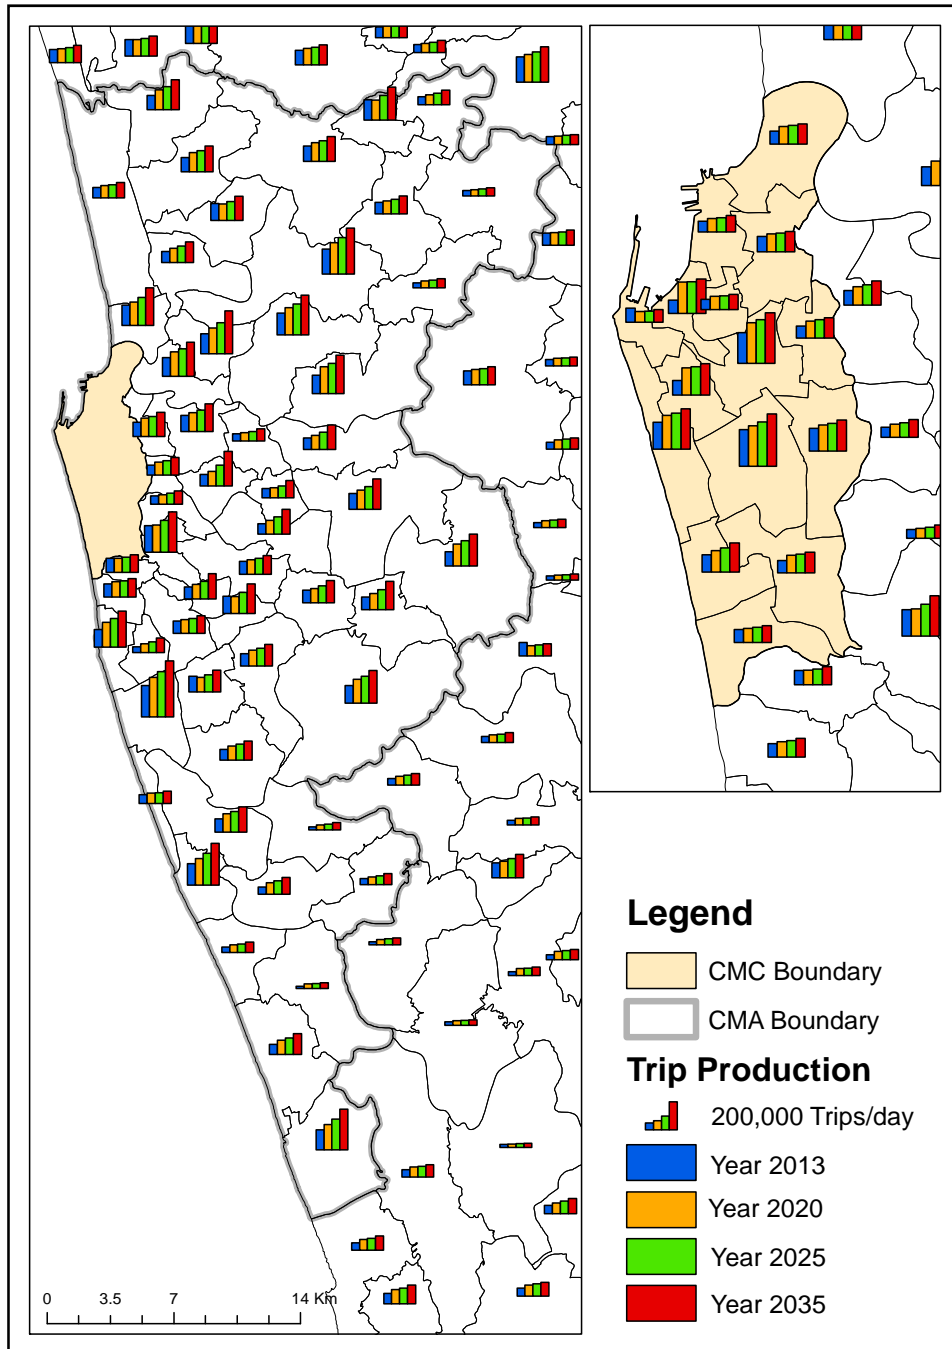 Legend
CMC Boundary
CMA Boundary
Trip Production
200,000 Trips/day
Year 2013
Year 2020
Year 2025
Year 2035
0 3.5 7 14 Km